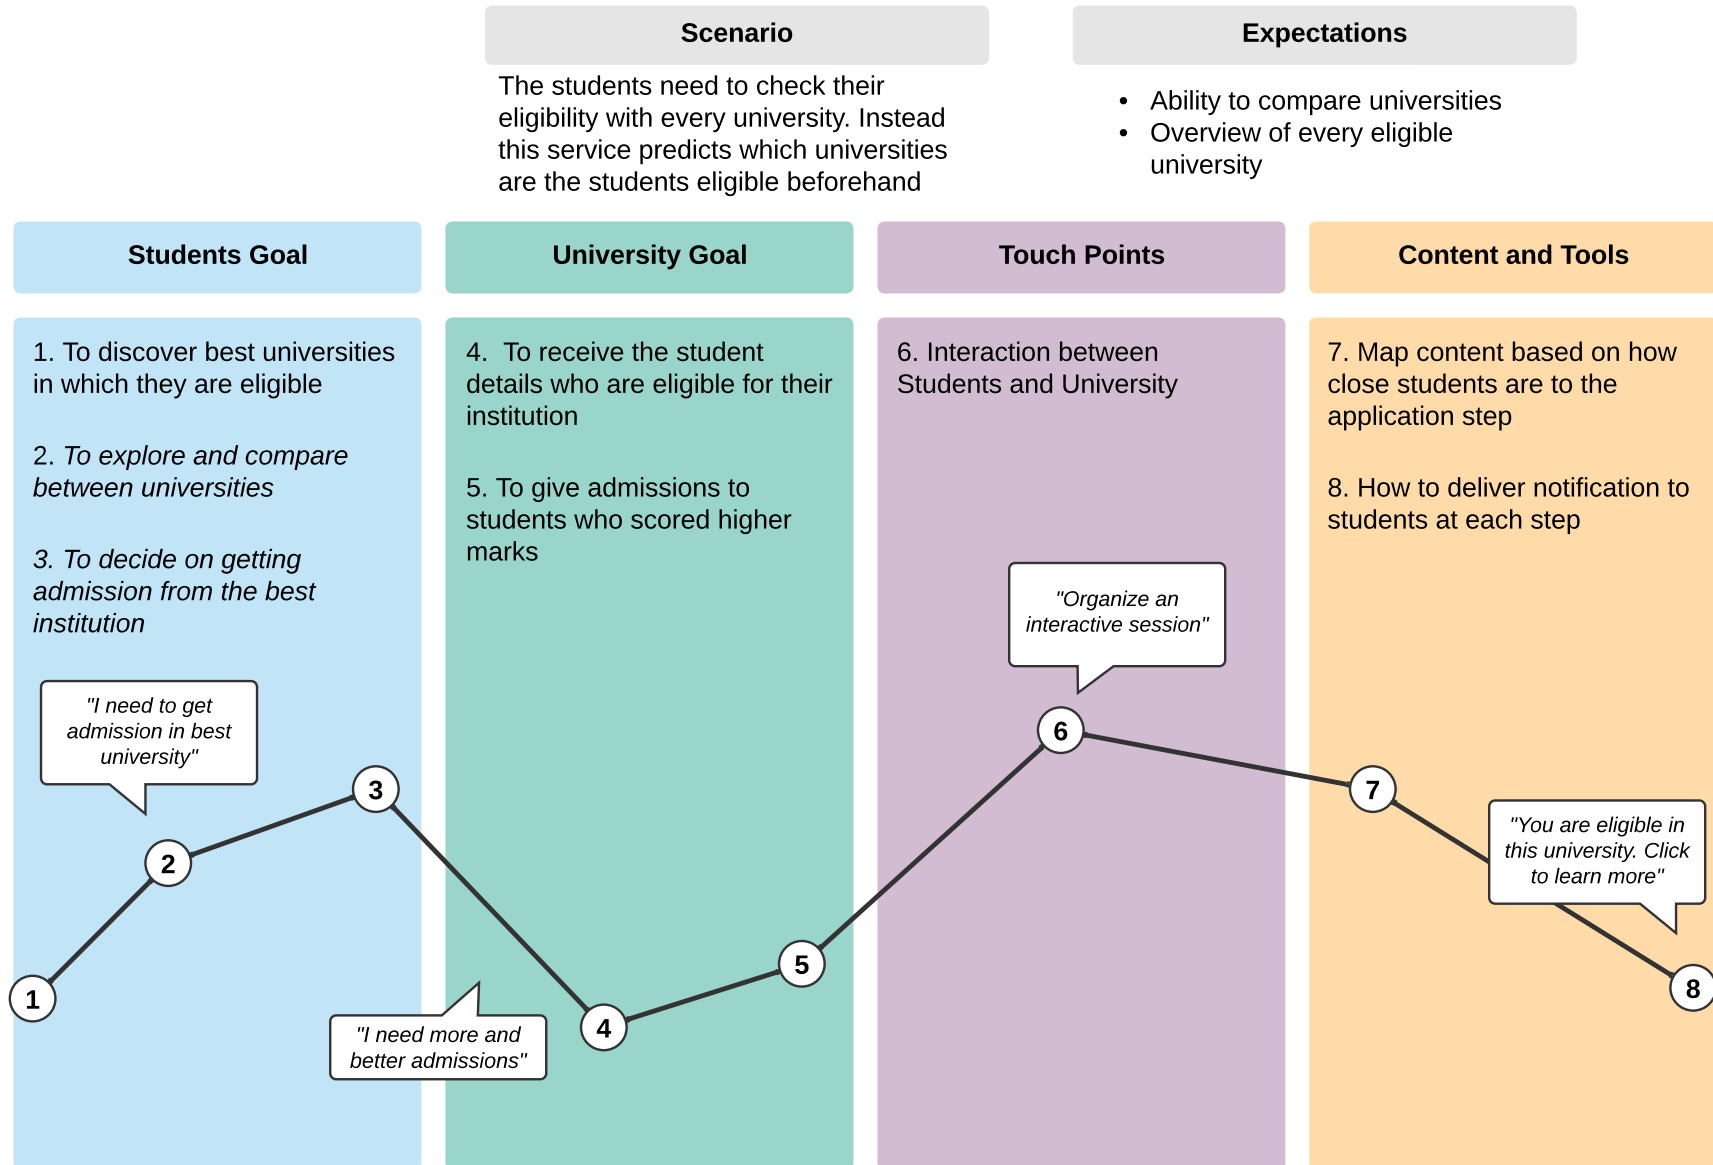 Scenario
The students need to check their
eligibility with every university. Instead
this service predicts which universities
are the students eligible beforehand
Expectations
• Ability to compare universities
• Overview of every eligible
university
Students Goal
University Goal
Touch Points
Content and Tools
1. To discover best universities
in which they are eligible
2. To explore and compare
between universities
3. To decide on getting
admission from the best
institution
4.  To receive the student
details who are eligible for their
institution
5. To give admissions to
students who scored higher
marks
6. Interaction between
Students and University
7. Map content based on how
close students are to the
application step
8. How to deliver notification to
students at each step
"I need to get
admission in best
university"
"Organize an
interactive session"
"You are eligible in
this university. Click
to learn more"
"I need more and
better admissions"
1
2
3
4
5
6
7
8